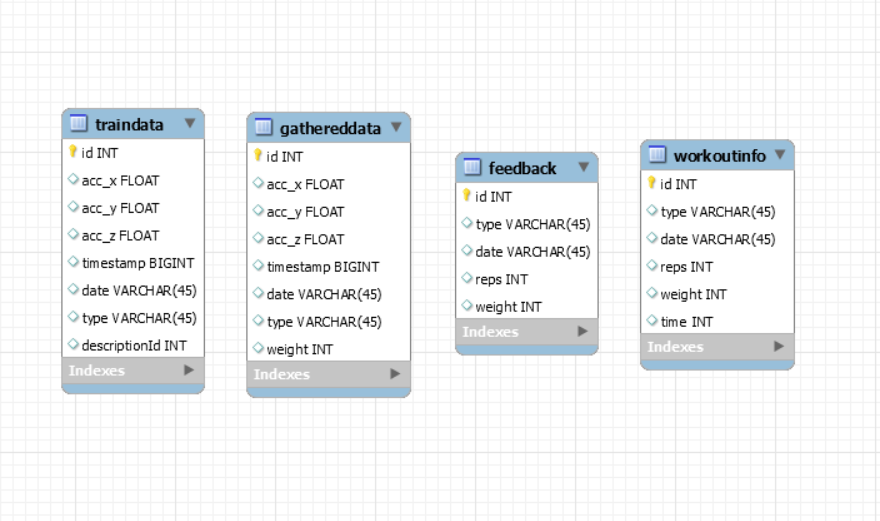 traindata
id INT
acc_x FLOAT
acc_y FLOAT
acc_z FLOAT
timestamp BIGINT
date VARCHAR(45)
type VARCHAR(45)
descriptionId INT
Indexes
gathereddata
id INT
acc_x FLOAT
acc_y FLOAT
acc_z FLOAT
timestamp BIGINT
date VARCHAR(45)
type VARCHAR(45)
weight INT
Indexes
feedback
id INT
type VARCHAR(45)
date VARCHAR(45)
reps INT
weight INT
Indexes
workoutinfo
id INT
type VARCHAR(45)
date VARCHAR(45)
reps INT
weight INT
time INT
Indexes